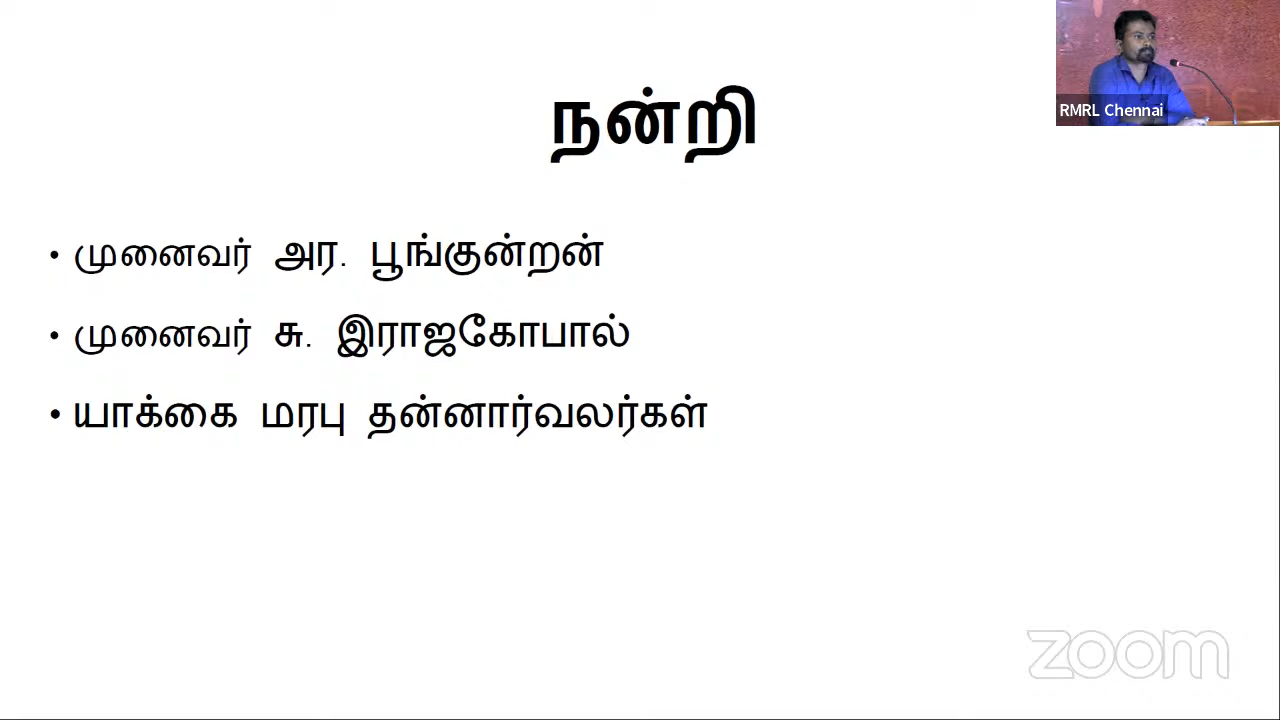 RMRL Chennai
நன்றி
• முனைவர் அர. பூங்குன்றன்
• முனைவர் சு. இராஜகோபால்
• யாக்கை மரபு தன்னார்வலர்கள்
zoom